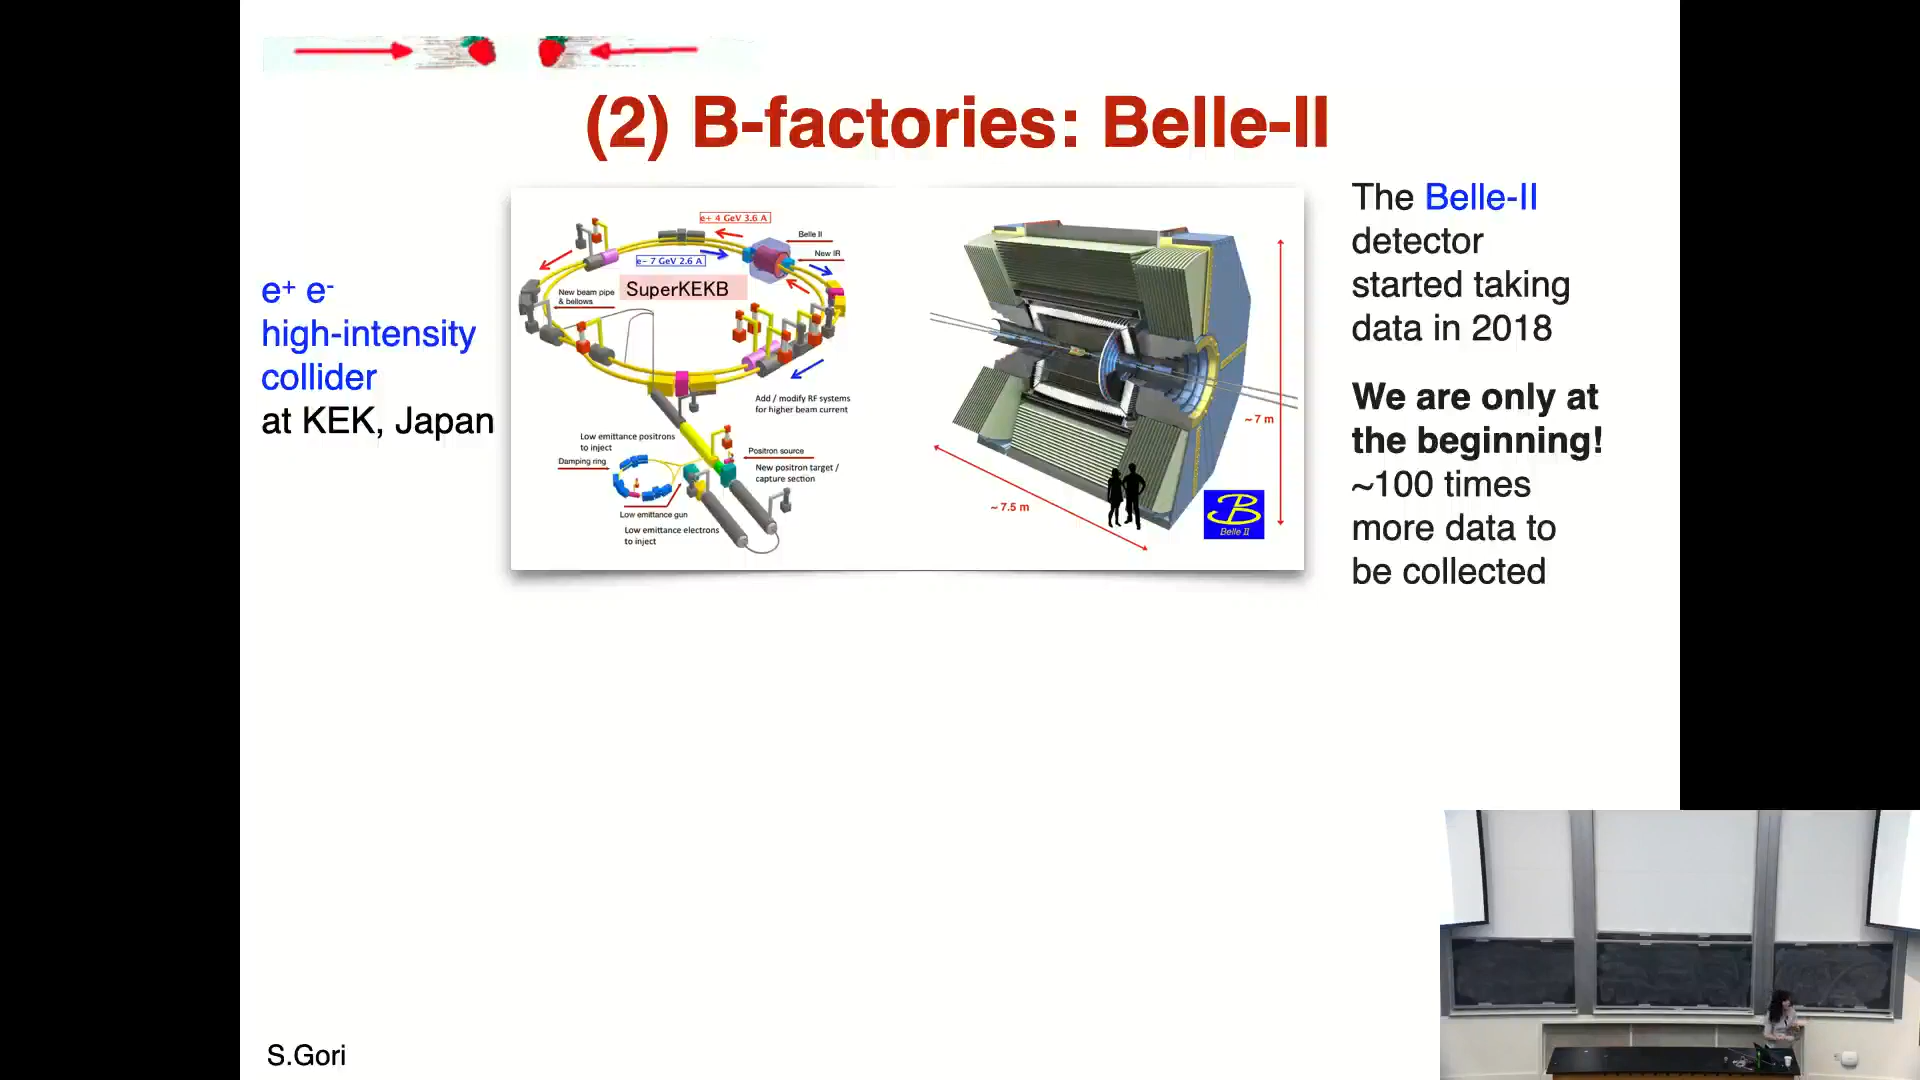 (2) B-factories: Belle-II
e+ e-
high-intensity
collider
at KEK, Japan
e+ 4 GeV 3.6 A
Belle II
New IR
e- 7 GeV 2.6 A
SuperKEKB
New beam pipe
& bellows
Add / modify RF systems
for higher beam current
Low emittance positrons
to inject
Damping ring
Positron source
New positron target /
capture section
Low emittance gun
Low emittance electrons
to inject
~ 7 m
~ 7.5 m
B
Belle II
The Belle-II
detector
started taking
data in 2018
We are only at
the beginning!
~100 times
more data to
be collected
S.Gori